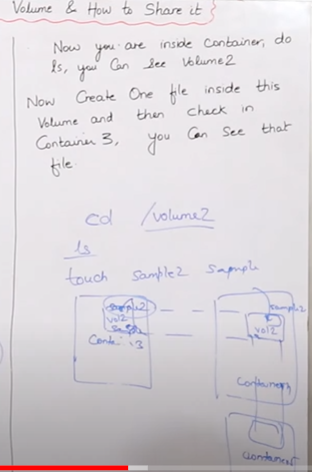 Volume & How to Share it
Now you are inside Container, do
ls, you Can See Volume2
Now Create One file inside this
Volume and then check in
Container 3, you Can See that
file.
cd /volume2
ls
touch sample2
sample2
vol2
Conta
3
sample2
vol2
Container
Container